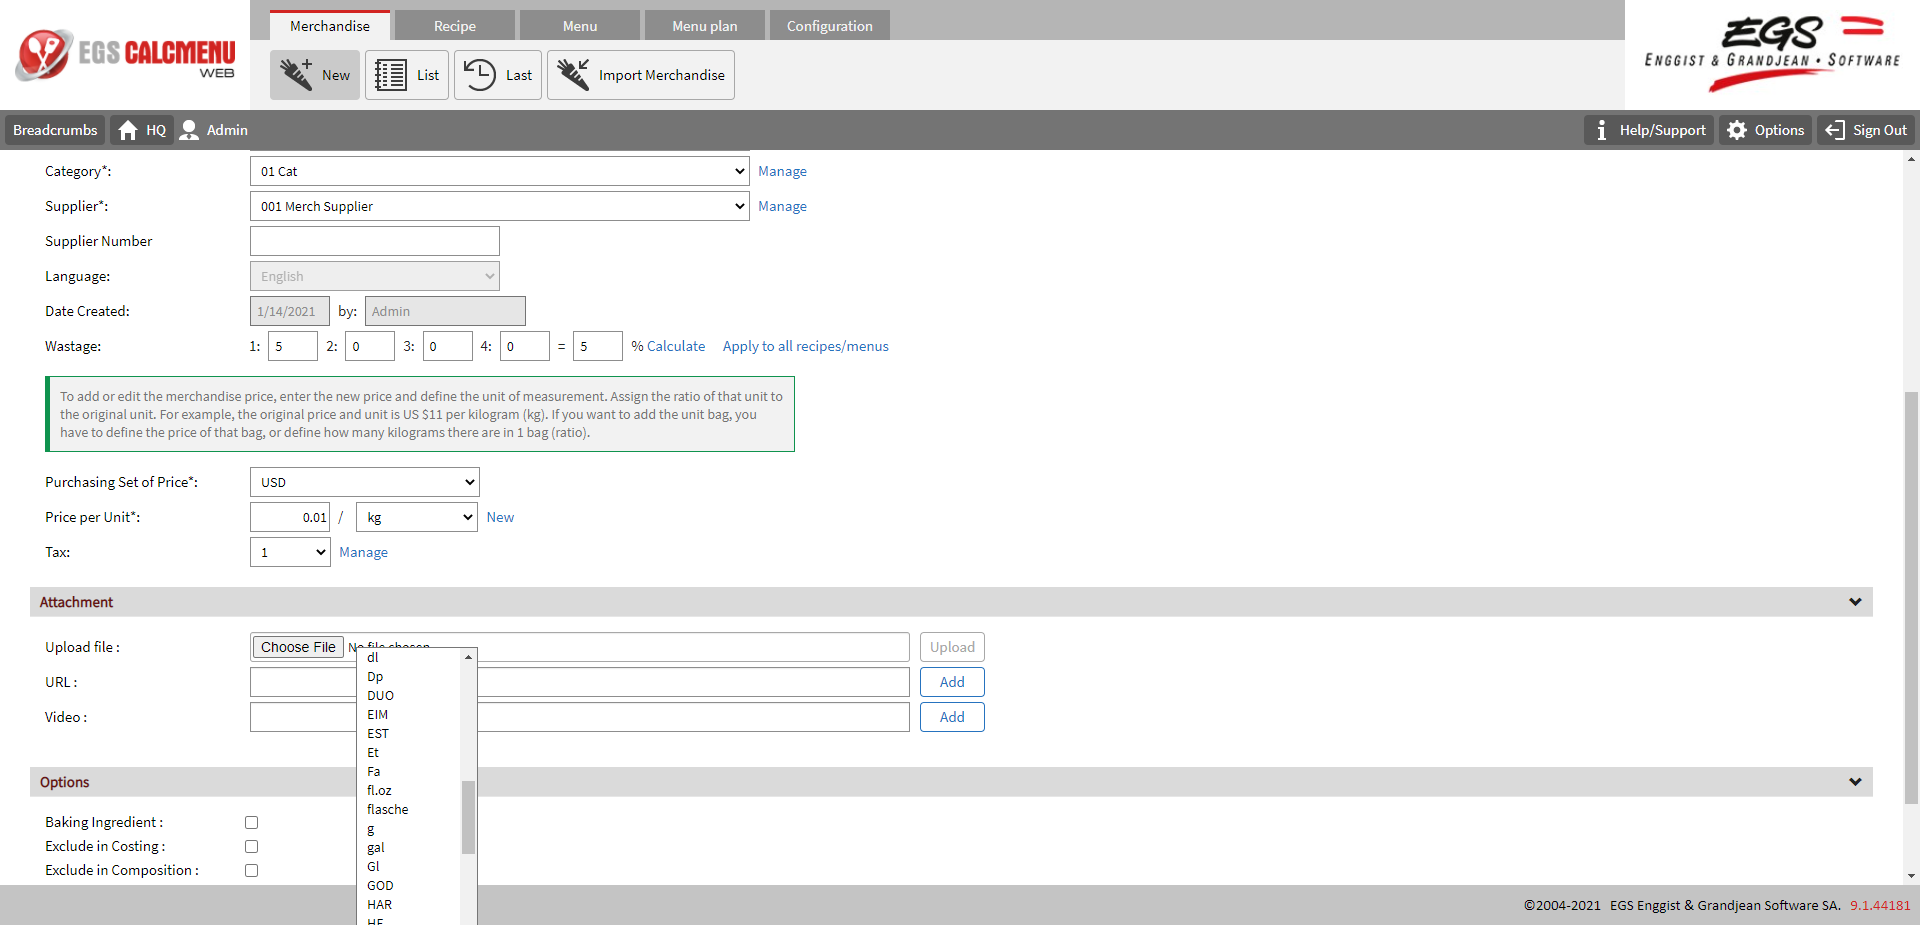 EGS CALCMENU
WEB
Merchandise
Recipe
Menu
Menu plan
Configuration
New
List
Last
Import Merchandise
EGS
ENGGIST & GRANDJEAN • SOFTWARE
Breadcrumbs
HQ
Admin
Help/Support
Options
Sign Out
Category*: 01 Cat Manage
Supplier*: 001 Merch Supplier Manage
Supplier Number
Language: English
Date Created: 1/14/2021 by: Admin
Wastage: 1: 5 2: 0 3: 0 4: 0 = 5 % Calculate Apply to all recipes/menus
To add or edit the merchandise price, enter the new price and define the unit of measurement. Assign the ratio of that unit to
the original unit. For example, the original price and unit is US $11 per kilogram (kg). If you want to add the unit bag, you
have to define the price of that bag, or define how many kilograms there are in 1 bag (ratio).
Purchasing Set of Price*: USD
Price per Unit*: 0.01 / kg New
Tax: 1 Manage
Attachment
Upload file : Choose File No file chosen Upload
URL : Add
Video : Add
dl
Dp
DUO
EIM
EST
Et
Fa
fl.oz
flasche
g
gal
Gl
GOD
HAR
Options
Baking Ingredient :
Exclude in Costing :
Exclude in Composition :
©2004-2021 EGS Enggist & Grandjean Software SA. 9.1.44181